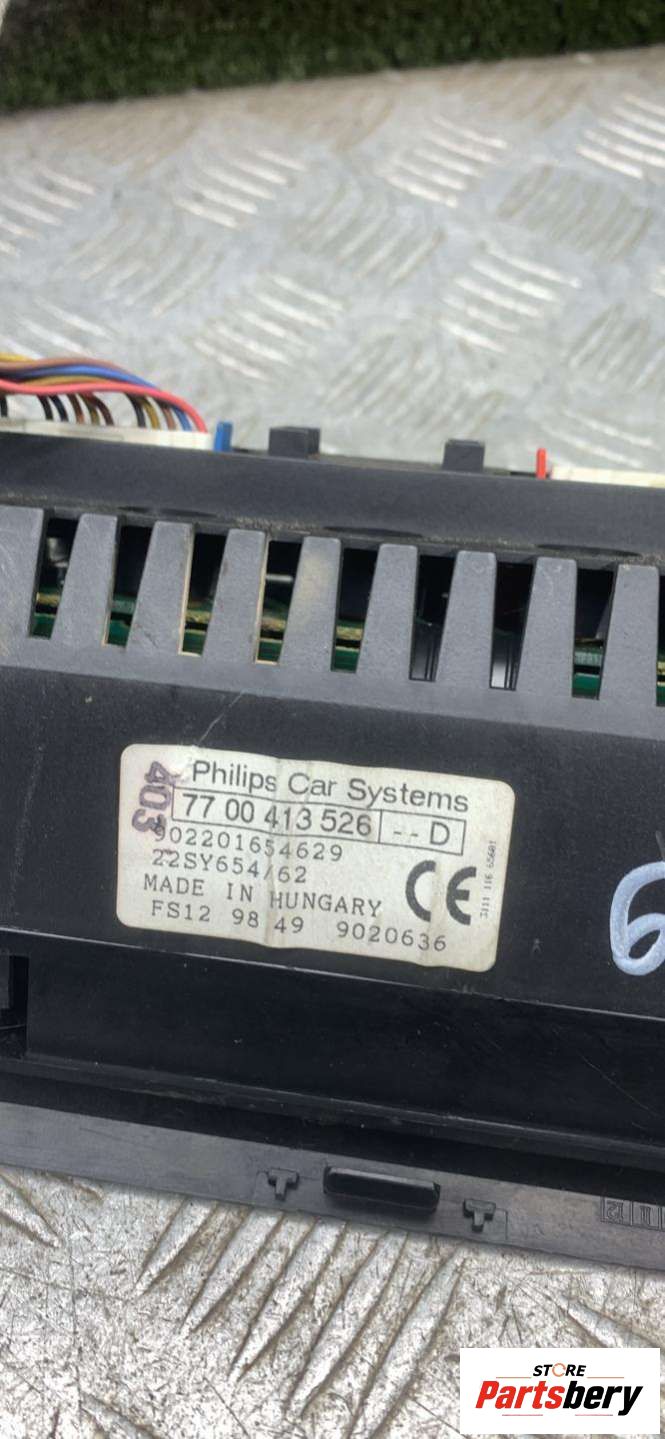 Philips Car Systems
77 00 413 526 - - D
902201654629
22SY654/62
MADE IN HUNGARY
FS12 98 49 9020636
CE
403
6
STORE
Partsbery